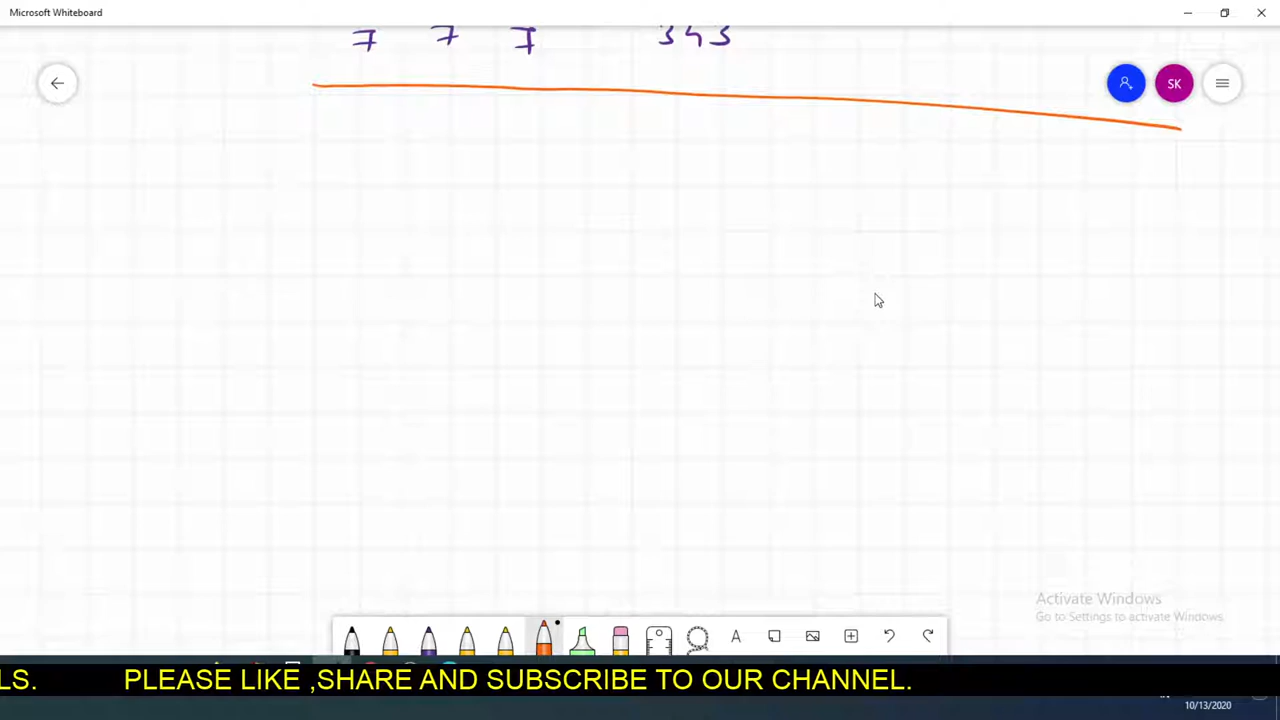 Microsoft Whiteboard
7 7 7 343
SK
A
Activate Windows
Go to Settings to activate Windows.
LS. PLEASE LIKE ,SHARE AND SUBSCRIBE TO OUR CHANNEL.
10/13/2020